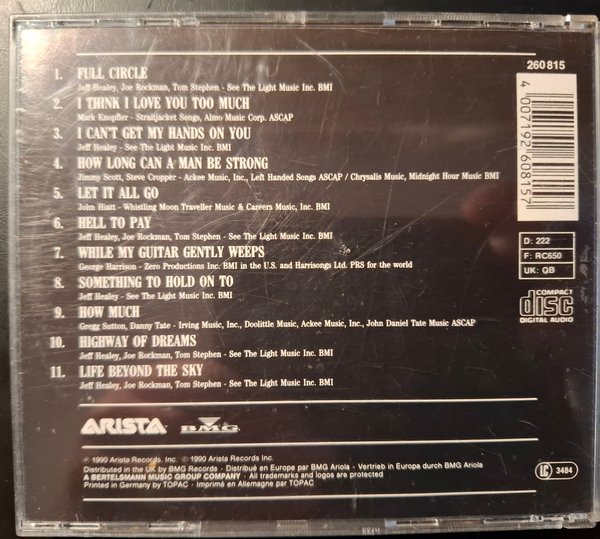 260 815
1. FULL CIRCLE
Jeff Healey, Joe Rockman, Tom Stephen - See The Light Music Inc. BMI
2. I THINK I LOVE YOU TOO MUCH
Mark Knopfler - Straitjacket Songs, Almo Music Corp. ASCAP
3. I CAN'T GET MY HANDS ON YOU
Jeff Healey - See The Light Music Inc. BMI
4. HOW LONG CAN A MAN BE STRONG
Jimmy Scott, Steve Cropper - Ackee Music, Inc., Left Handed Songs ASCAP / Chrysalis Music, Midnight Hour Music BMI
5. LET IT ALL GO
John Hiatt - Whistling Moon Traveller Music & Careers Music, Inc. BMI
6. HELL TO PAY
Jeff Healey, Joe Rockman, Tom Stephen - See The Light Music Inc. BMI
7. WHILE MY GUITAR GENTLY WEEPS
George Harrison - Zero Productions Inc. BMI in the U.S. and Harrisongs Ltd. PRS for the world
8. SOMETHING TO HOLD ON TO
Jeff Healey - See The Light Music Inc. BMI
9. HOW MUCH
Gregg Sutton, Danny Tate - Irving Music, Inc., Doolittle Music, Ackee Music, Inc., John Daniel Tate Music ASCAP
10. HIGHWAY OF DREAMS
Jeff Healey, Joe Rockman, Tom Stephen - See The Light Music Inc. BMI
11. LIFE BEYOND THE SKY
Jeff Healey, Joe Rockman, Tom Stephen - See The Light Music Inc. BMI
4 007192 608157
D: 222
F: RC650
UK: QB
COMPACT
disc
DIGITAL AUDIO
ARISTA BMG
℗ 1990 Arista Records, Inc. © 1990 Arista Records Inc.
Distributed in the UK by BMG Records - Distribué en Europe par BMG Ariola - Vertrieb in Europa durch BMG Ariola
A BERTELSMANN MUSIC GROUP COMPANY - All trademarks and logos are protected
Printed in Germany by TOPAC - Imprimé en Allemagne par TOPAC
LC 3484